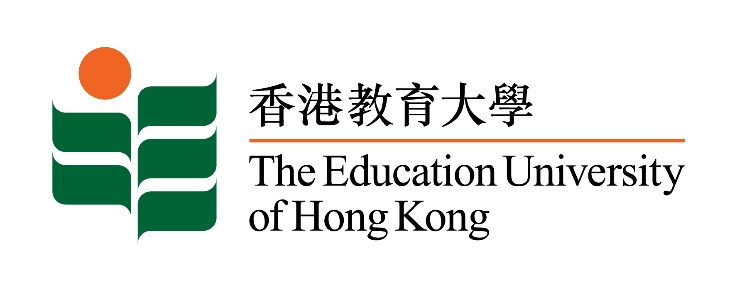 香港教育大學
The Education University
of Hong Kong